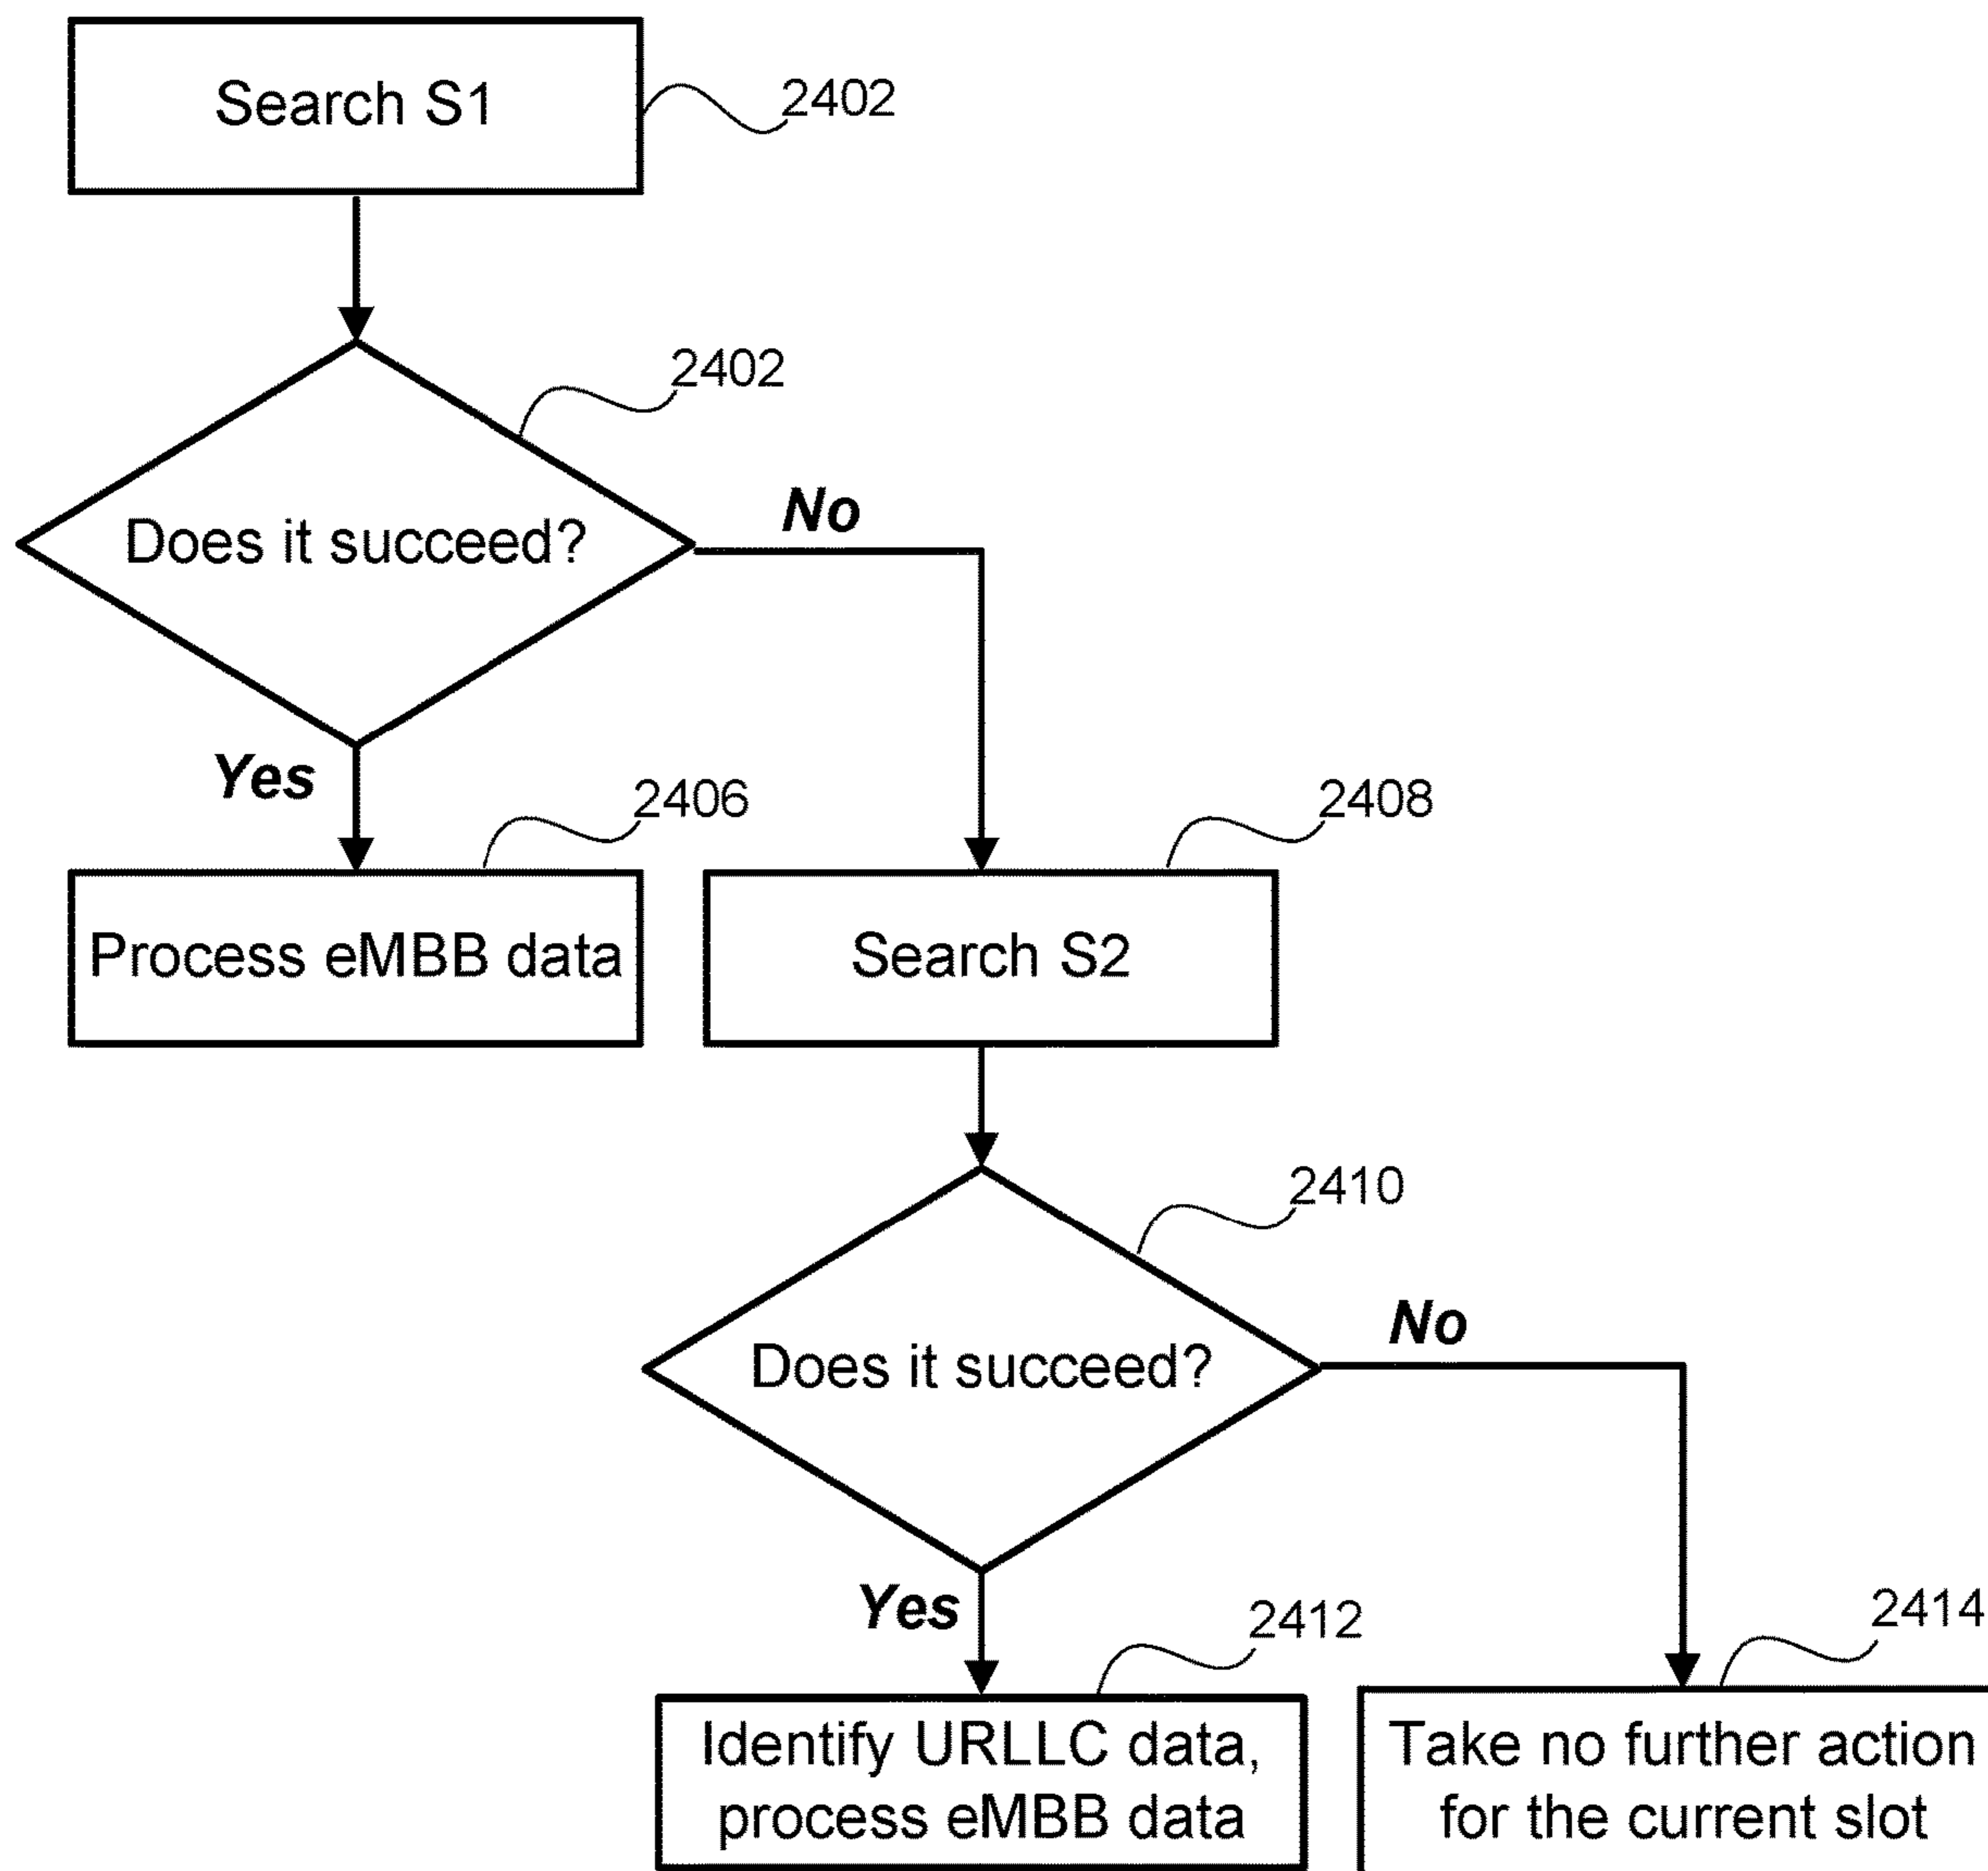 Search S1
2402
2402
Does it succeed?
No
Yes
2406
2408
Process eMBB data
Search S2
2410
Does it succeed?
No
Yes
2412
2414
Identify URLLC data,
process eMBB data
Take no further action
for the current slot